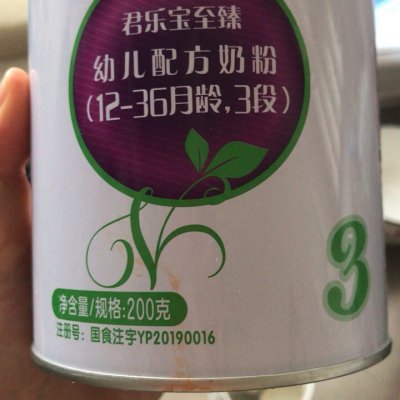 君乐宝至臻
幼儿配方奶粉
(12-36月龄,3段)
3
净含量/规格:200克
注册号: 国食注字YP20190016